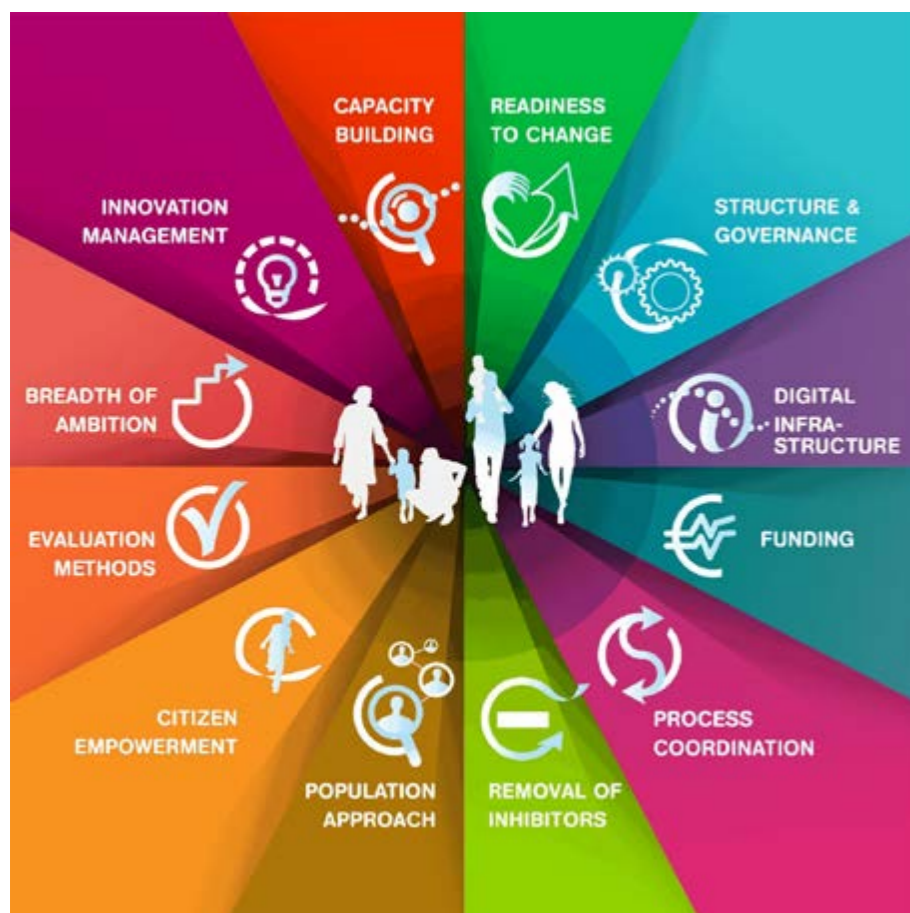 CAPACITY
BUILDING
READINESS
TO CHANGE
STRUCTURE &
GOVERNANCE
DIGITAL
INFRA-
STRUCTURE
FUNDING
PROCESS
COORDINATION
REMOVAL OF
INHIBITORS
POPULATION
APPROACH
CITIZEN
EMPOWERMENT
EVALUATION
METHODS
BREADTH OF
AMBITION
INNOVATION
MANAGEMENT